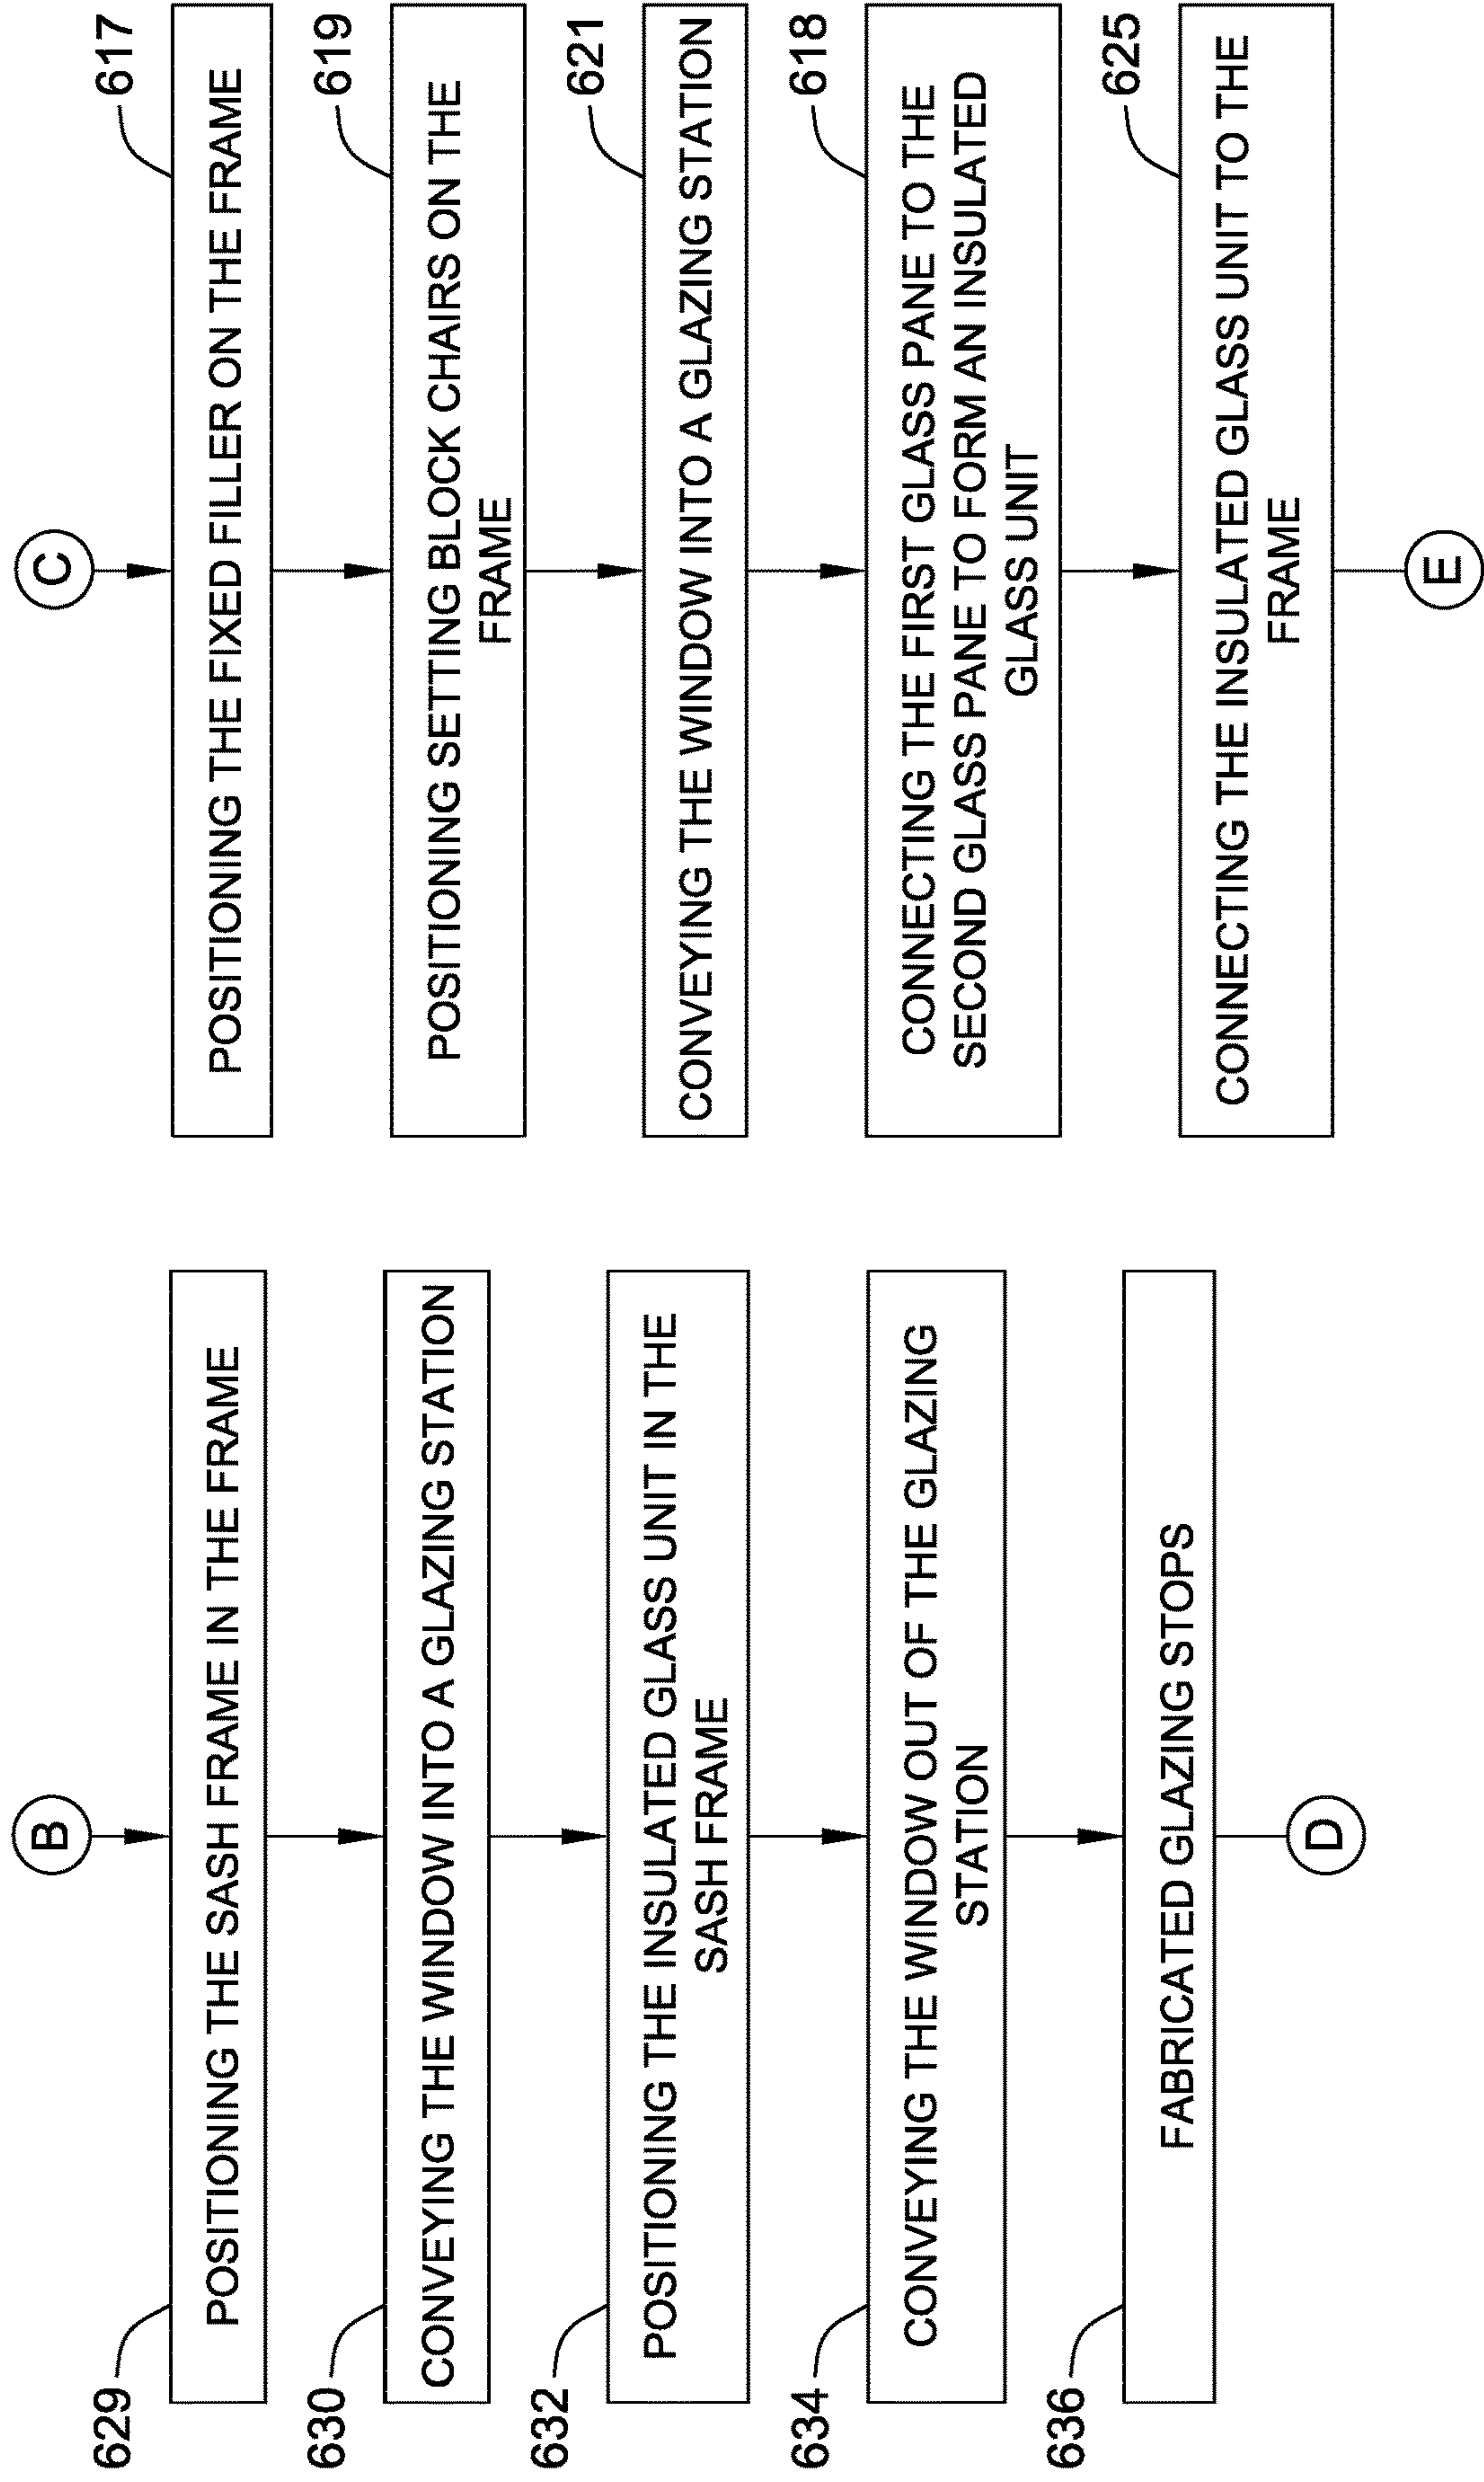 B
629
POSITIONING THE SASH FRAME IN THE FRAME
630
CONVEYING THE WINDOW INTO A GLAZING STATION
632
POSITIONING THE INSULATED GLASS UNIT IN THE
SASH FRAME
634
CONVEYING THE WINDOW OUT OF THE GLAZING
STATION
636
FABRICATED GLAZING STOPS
D
C
617
POSITIONING THE FIXED FILLER ON THE FRAME
619
POSITIONING SETTING BLOCK CHAIRS ON THE
FRAME
621
CONVEYING THE WINDOW INTO A GLAZING STATION
618
CONNECTING THE FIRST GLASS PANE TO THE
SECOND GLASS PANE TO FORM AN INSULATED
GLASS UNIT
625
CONNECTING THE INSULATED GLASS UNIT TO THE
FRAME
E